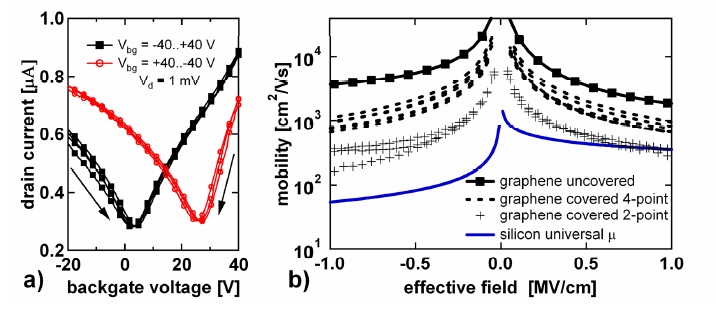 1.0
0.8
0.6
0.4
0.2
drain current [µA]
V_bg = -40..+40 V
V_bg = +40..-40 V
V_d = 1 mV
-20 0 20 40
backgate voltage [V]
a)
10^4
10^3
10^2
10^1
mobility [cm^2/Vs]
graphene uncovered
graphene covered 4-point
graphene covered 2-point
silicon universal µ
-1.0 -0.5 0.0 0.5 1.0
effective field [MV/cm]
b)